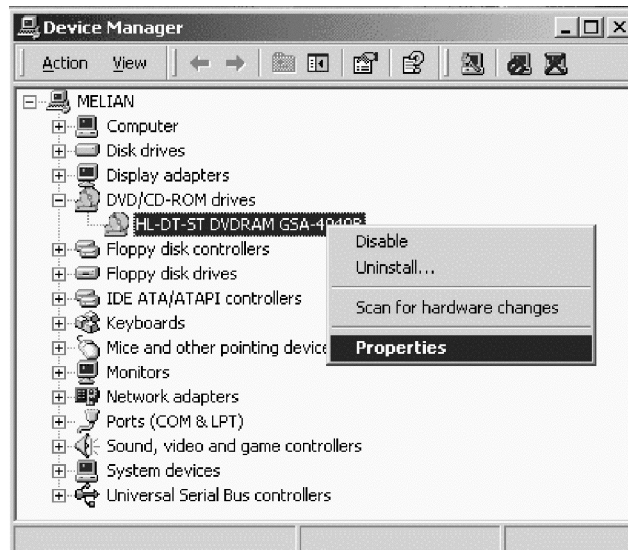 Device Manager
Action View
MELIAN
Computer
Disk drives
Display adapters
DVD/CD-ROM drives
HL-DT-ST DVDRAM GSA-4040B
Floppy disk controllers
Floppy disk drives
IDE ATA/ATAPI controllers
Keyboards
Mice and other pointing device
Monitors
Network adapters
Ports (COM & LPT)
Sound, video and game controllers
System devices
Universal Serial Bus controllers
Disable
Uninstall...
Scan for hardware changes
Properties